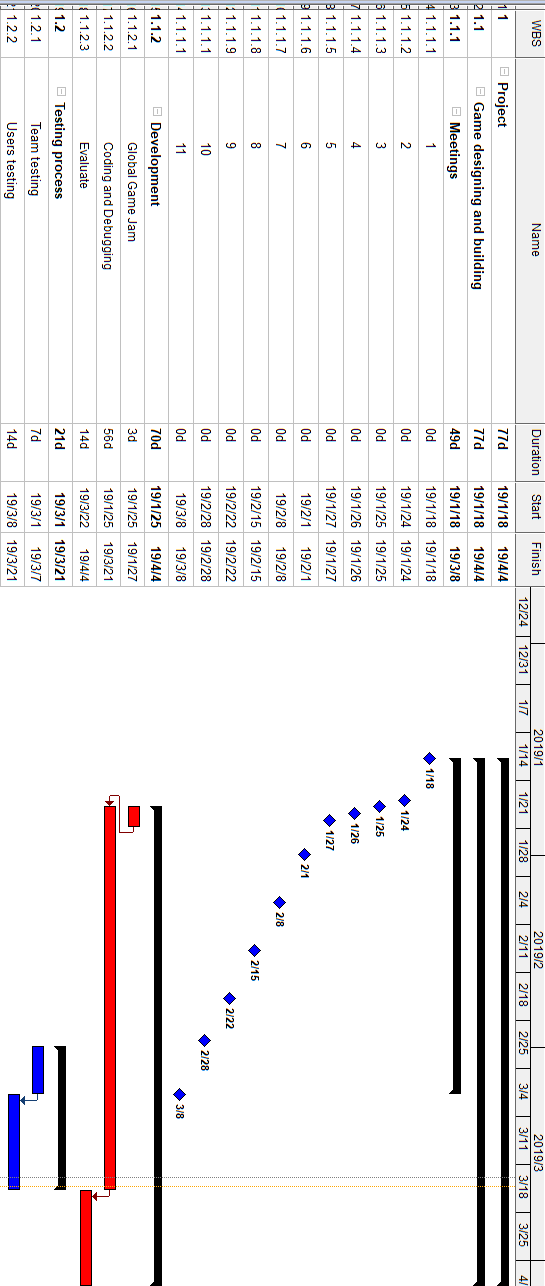 WBS Name Duration Start Finish 2019/1 2019/2 2019/3
12/24 12/31 1/7 1/14 1/21 1/28 2/4 2/11 2/18 2/25 3/4 3/11 3/18 3/25 4/
1 1 Project 77d 19/1/18 19/4/4
2 1.1 Game designing and building 77d 19/1/18 19/4/4
3 1.1.1 Meetings 49d 19/1/18 19/3/8
4 1.1.1.1 1 0d 19/1/18 19/1/18 1/18
5 1.1.1.2 2 0d 19/1/24 19/1/24 1/24
6 1.1.1.3 3 0d 19/1/25 19/1/25 1/25
7 1.1.1.4 4 0d 19/1/26 19/1/26 1/26
8 1.1.1.5 5 0d 19/1/27 19/1/27 1/27
9 1.1.1.6 6 0d 19/2/1 19/2/1 2/1
1.1.1.7 7 0d 19/2/8 19/2/8 2/8
1.1.1.8 8 0d 19/2/15 19/2/15 2/15
1.1.1.9 9 0d 19/2/22 19/2/22 2/22
1.1.1.1 10 0d 19/2/28 19/2/28 2/28
1.1.1.1 11 0d 19/3/8 19/3/8 3/8
1.1.2 Development 70d 19/1/25 19/4/4
1.1.2.1 Global Game Jam 3d 19/1/25 19/1/27
1.1.2.2 Coding and Debugging 56d 19/1/25 19/3/21
1.1.2.3 Evaluate 14d 19/3/22 19/4/4
1.2 Testing process 21d 19/3/1 19/3/21
1.2.1 Team testing 7d 19/3/1 19/3/7
1.2.2 Users testing 14d 19/3/8 19/3/21